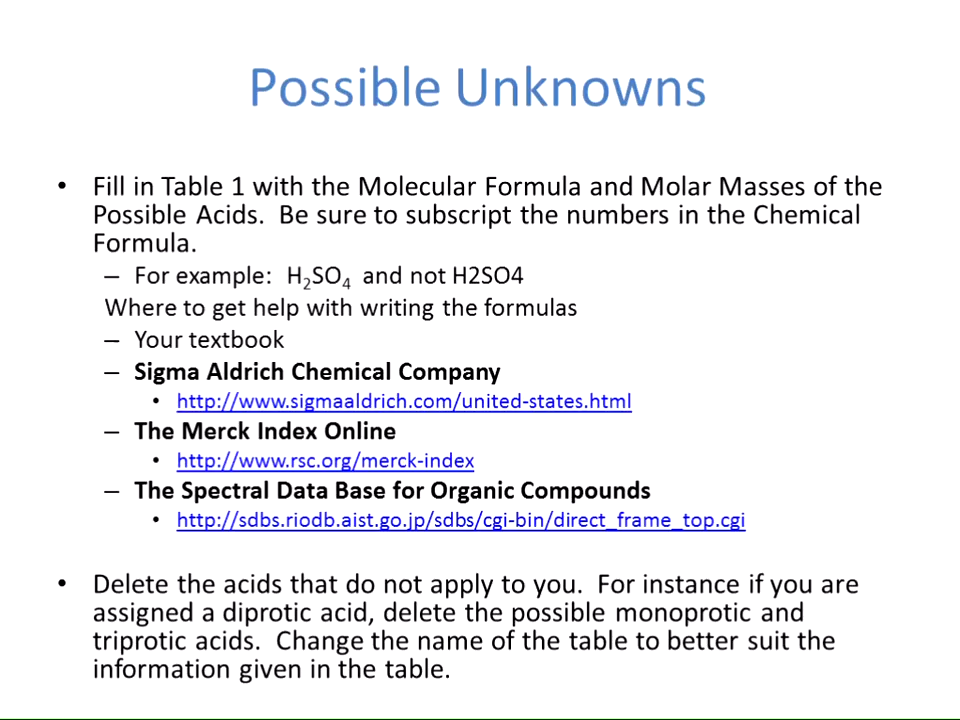 Possible Unknowns
• Fill in Table 1 with the Molecular Formula and Molar Masses of the
Possible Acids.  Be sure to subscript the numbers in the Chemical
Formula.
– For example:  H₂SO₄  and not H2SO4
Where to get help with writing the formulas
– Your textbook
– Sigma Aldrich Chemical Company
• http://www.sigmaaldrich.com/united-states.html
– The Merck Index Online
• http://www.rsc.org/merck-index
– The Spectral Data Base for Organic Compounds
• http://sdbs.riodb.aist.go.jp/sdbs/cgi-bin/direct_frame_top.cgi
• Delete the acids that do not apply to you.  For instance if you are
assigned a diprotic acid, delete the possible monoprotic and
triprotic acids.  Change the name of the table to better suit the
information given in the table.